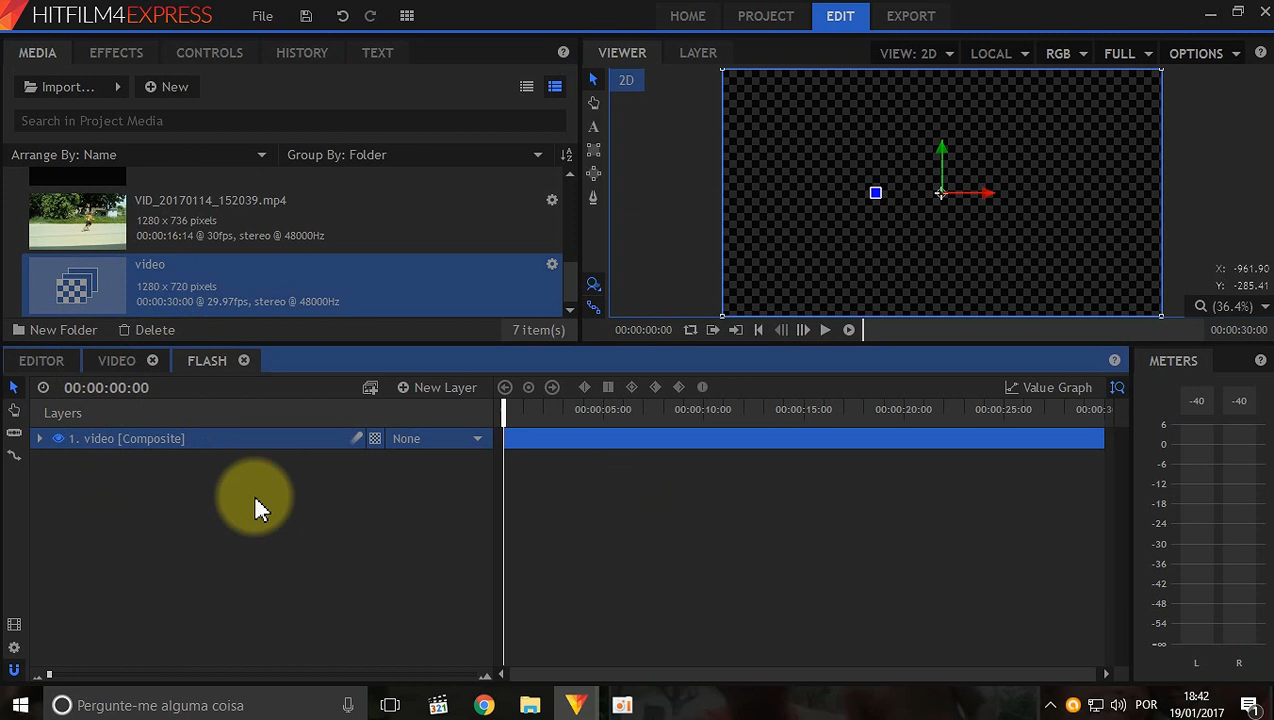 HITFILM4EXPRESS
File
HOME
PROJECT
EDIT
EXPORT
MEDIA
EFFECTS
CONTROLS
HISTORY
TEXT
VIEWER
LAYER
VIEW: 2D
LOCAL
RGB
FULL
OPTIONS
Import...
New
2D
Search in Project Media
Arrange By: Name
Group By: Folder
VID_20170114_152039.mp4
1280 x 736 pixels
00:00:16:14 @ 30fps, stereo @ 48000Hz
video
1280 x 720 pixels
00:00:30:00 @ 29.97fps, stereo @ 48000Hz
X: -961.90
Y: -285.41
(36.4%)
New Folder
Delete
7 item(s)
00:00:00:00
00:00:30:00
EDITOR
VIDEO
FLASH
METERS
00:00:00:00
New Layer
Value Graph
-40
-40
Layers
00:00:05:00
00:00:10:00
00:00:15:00
00:00:20:00
00:00:25:00
00:00:3
1. video [Composite]
None
6
0
-6
-12
-18
-24
-30
-36
-42
-48
-54
-∞
L
R
Pergunte-me alguma coisa
321
POR
18:42
19/01/2017
1